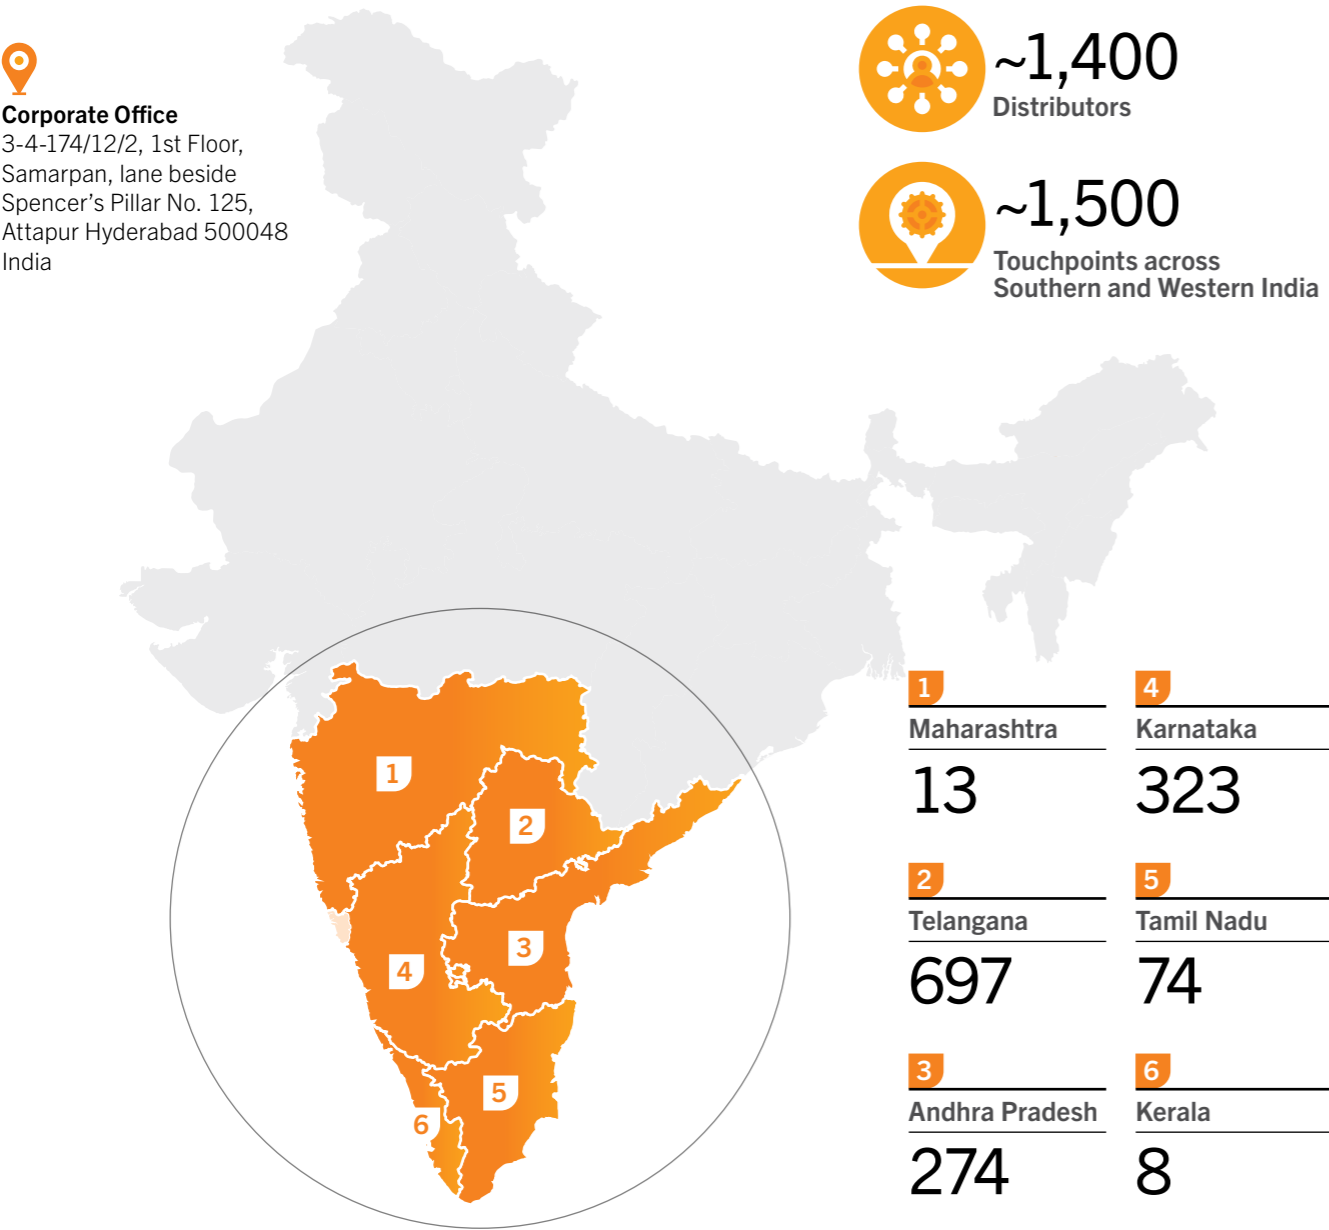 Corporate Office
3-4-174/12/2, 1st Floor,
Samarpan, lane beside
Spencer’s Pillar No. 125,
Attapur Hyderabad 500048
India
~1,400
Distributors
~1,500
Touchpoints across
Southern and Western India
1
2
3
4
5
6
1
Maharashtra
13
2
Telangana
697
3
Andhra Pradesh
274
4
Karnataka
323
5
Tamil Nadu
74
6
Kerala
8